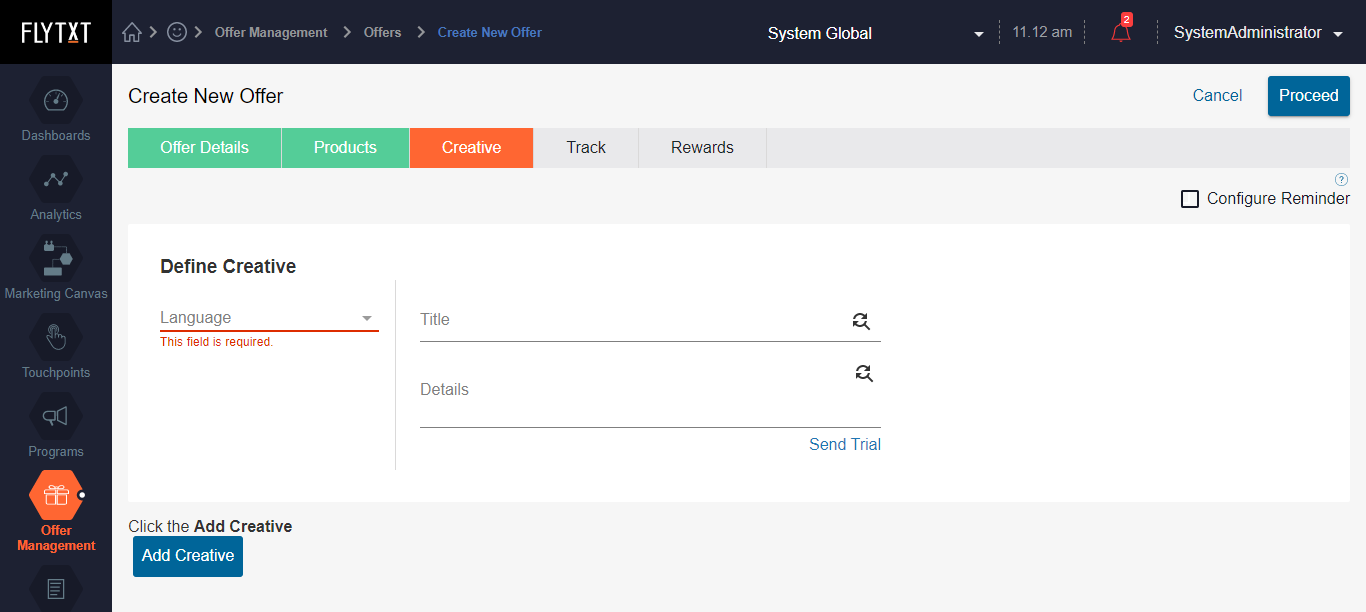 FLYTXT
Offer Management
Offers
Create New Offer
System Global
11.12 am
2
SystemAdministrator
Dashboards
Analytics
Marketing Canvas
Touchpoints
Programs
Offer
Management
Create New Offer
Cancel
Proceed
Offer Details
Products
Creative
Track
Rewards
?
Configure Reminder
Define Creative
Language
This field is required.
Title
Details
Send Trial
Click the Add Creative
Add Creative